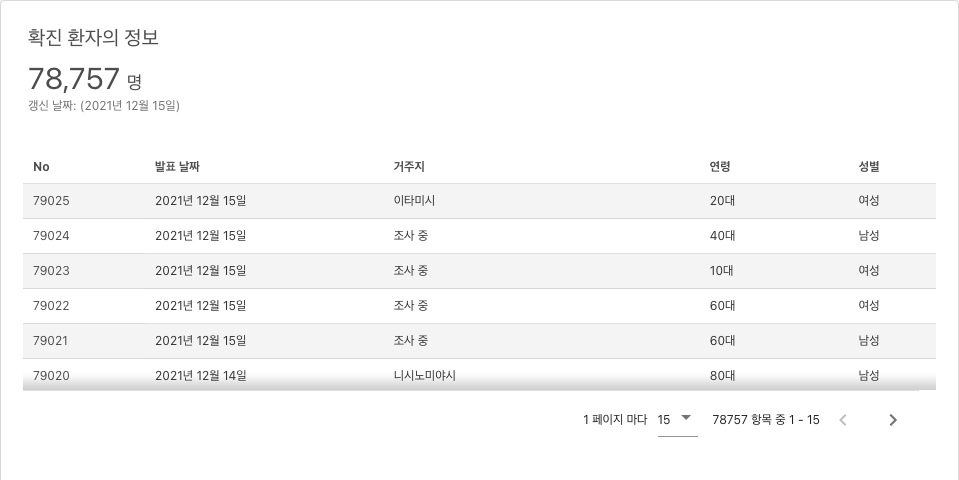 확진 환자의 정보
78,757 명
갱신 날짜: (2021년 12월 15일)
No 발표 날짜 거주지 연령 성별
79025 2021년 12월 15일 이타미시 20대 여성
79024 2021년 12월 15일 조사 중 40대 남성
79023 2021년 12월 15일 조사 중 10대 여성
79022 2021년 12월 15일 조사 중 60대 여성
79021 2021년 12월 15일 조사 중 60대 남성
79020 2021년 12월 14일 니시노미야시 80대 남성
1 페이지 마다 15 78757 항목 중 1 - 15